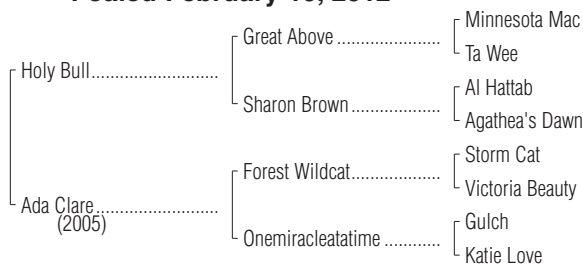 Foaled February 2012
Minnesota Mac
Great Above
Ta Wee
Holy Bull
Al Hattab
Sharon Brown
Agathea's Dawn
Storm Cat
Forest Wildcat
Victoria Beauty
Ada Clare
(2005)
Gulch
Onemiracleatatime
Katie Love